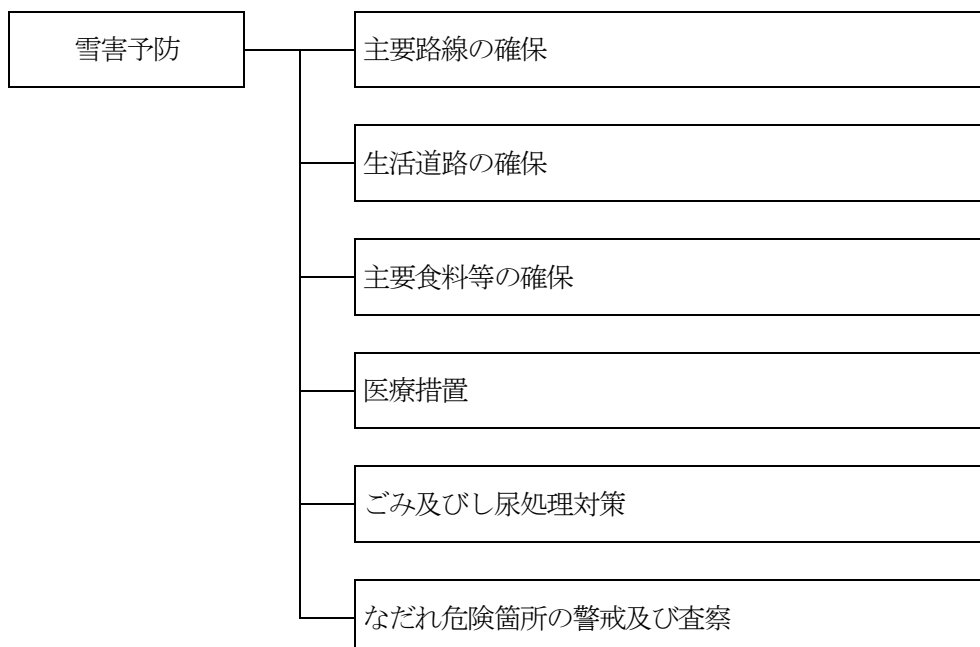 雪害予防
主要路線の確保
生活道路の確保
主要食料等の確保
医療措置
ごみ及びし尿処理対策
なだれ危険箇所の警戒及び査察